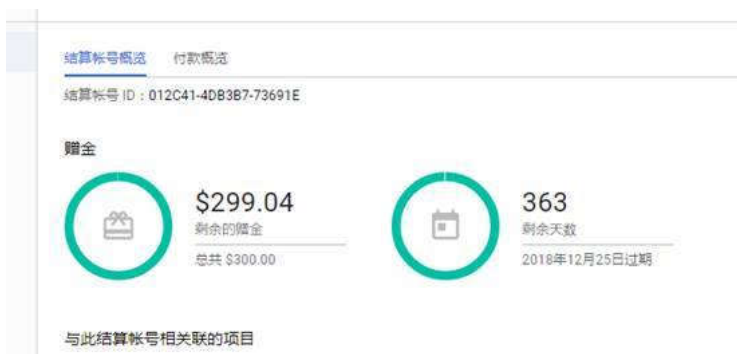 结算帐号概览 付款概览
结算帐号 ID：012C41-4DB3B7-73691E
赠金
$299.04
剩余的赠金
总共 $300.00
363
剩余天数
2018年12月25日过期
与此结算帐号相关联的项目